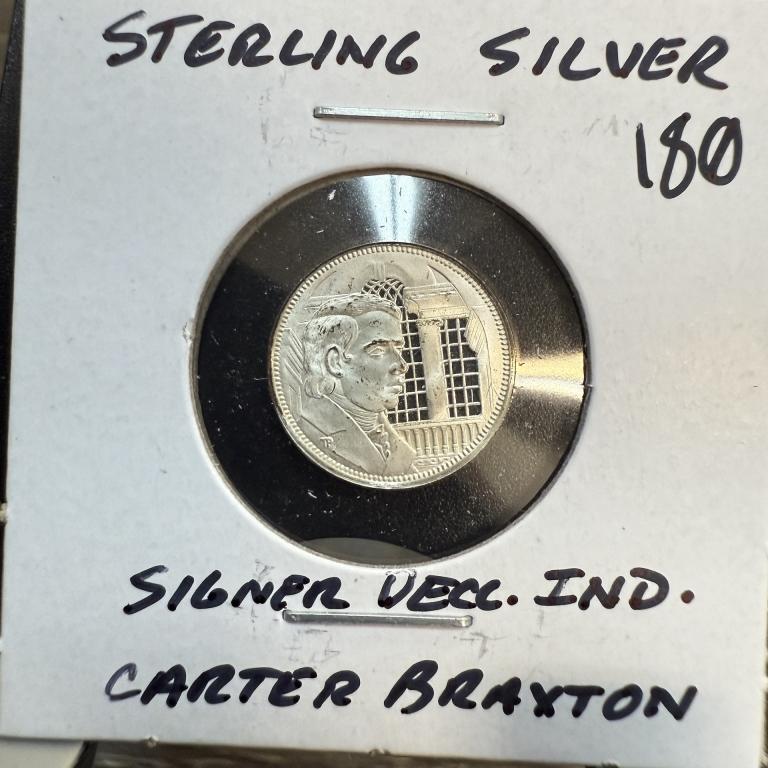 STERLING SILVER
180
SIGNER DECL. IND.
CARTER BRAXTON